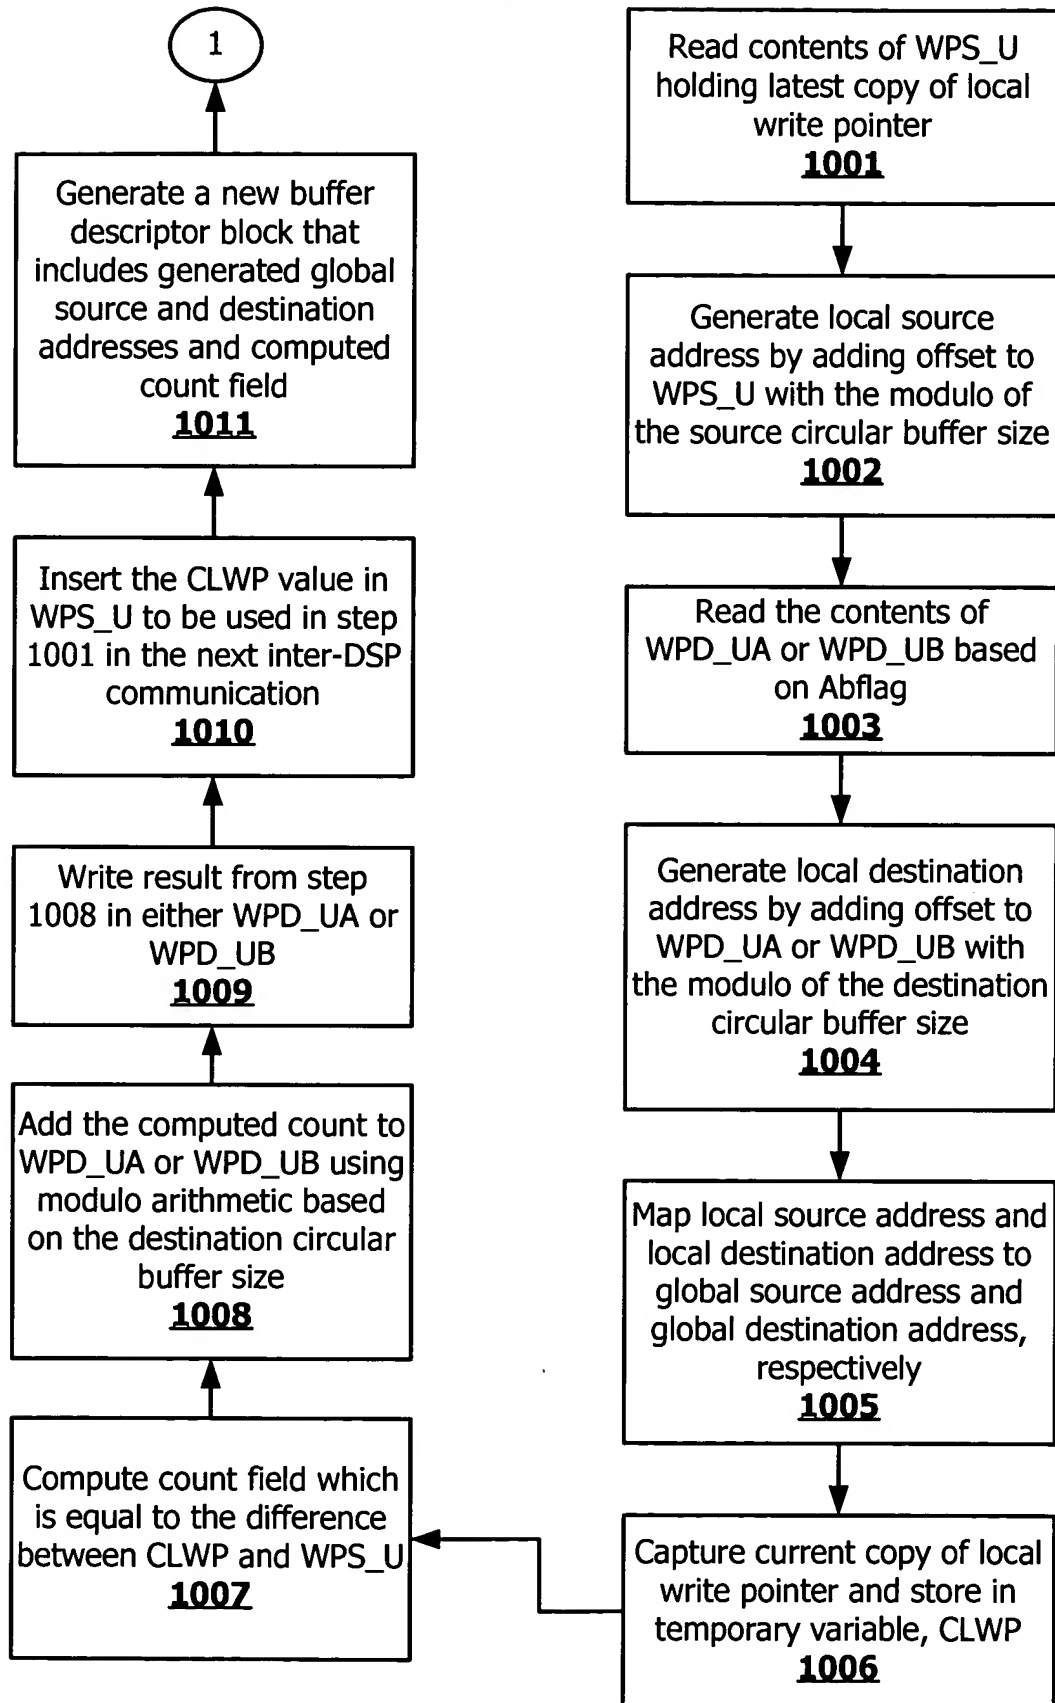 Read contents of WPS_U
holding latest copy of local
write pointer
1001
Generate local source
address by adding offset to
WPS_U with the modulo of
the source circular buffer size
1002
Read the contents of
WPD_UA or WPD_UB based
on Abflag
1003
Generate local destination
address by adding offset to
WPD_UA or WPD_UB with
the modulo of the destination
circular buffer size
1004
Map local source address and
local destination address to
global source address and
global destination address,
respectively
1005
Capture current copy of local
write pointer and store in
temporary variable, CLWP
1006
Compute count field which
is equal to the difference
between CLWP and WPS_U
1007
Add the computed count to
WPD_UA or WPD_UB using
modulo arithmetic based
on the destination circular
buffer size
1008
Write result from step
1008 in either WPD_UA or
WPD_UB
1009
Insert the CLWP value in
WPS_U to be used in step
1001 in the next inter-DSP
communication
1010
Generate a new buffer
descriptor block that
includes generated global
source and destination
addresses and computed
count field
1011
1